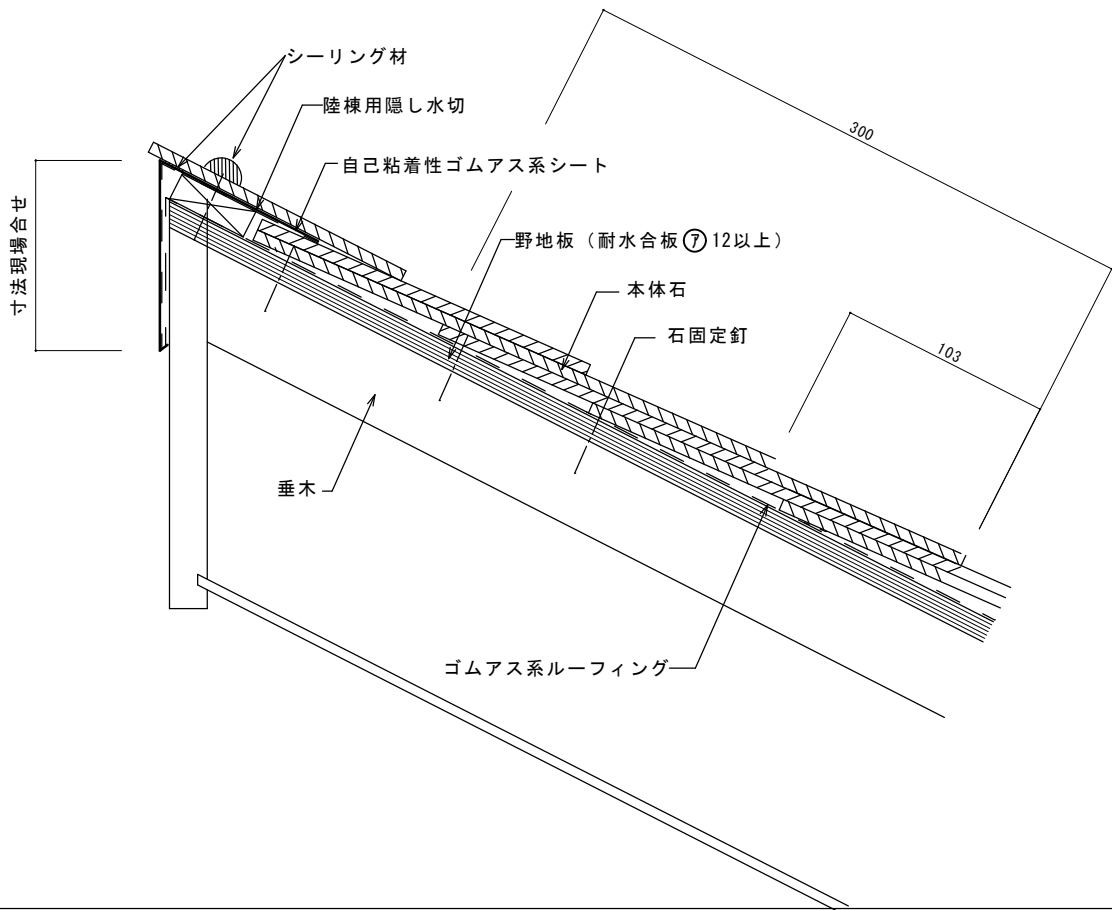 シーリング材
陸棟用隠し水切
300
自己粘着性ゴムアス系シート
寸法現場合せ
野地板（耐水合板㋐12以上）
本体石
石固定釘
103
垂木
ゴムアス系ルーフィング